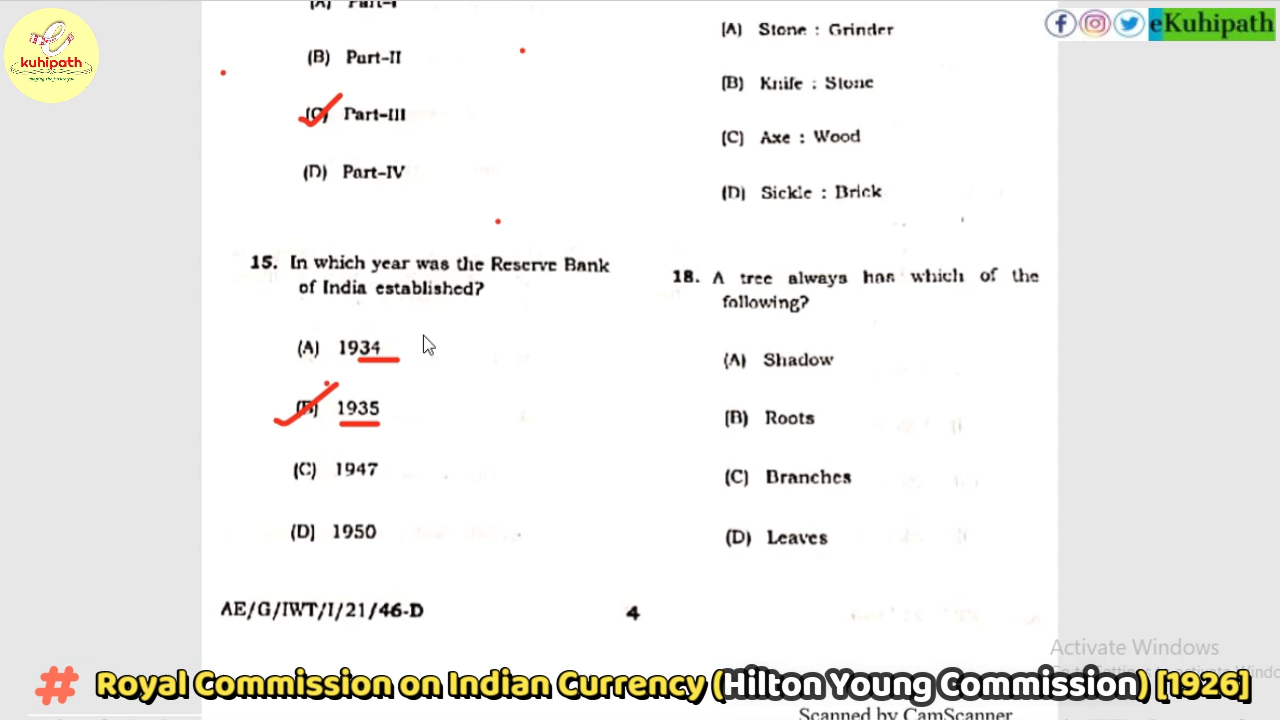 kuhipath
eKuhipath
(A) Part-I
(B) Part-II
(C) Part-III
(D) Part-IV
15. In which year was the Reserve Bank
of India established?
(A) 1934
(B) 1935
(C) 1947
(D) 1950
(A) Stone : Grinder
(B) Knife : Stone
(C) Axe : Wood
(D) Sickle : Brick
18. A tree always has which of the
following?
(A) Shadow
(B) Roots
(C) Branches
(D) Leaves
AE/G/IWT/1/21/46-D
4
Activate Windows
# Royal Commission on Indian Currency (Hilton Young Commission) [1926]
Scanned by CamScanner